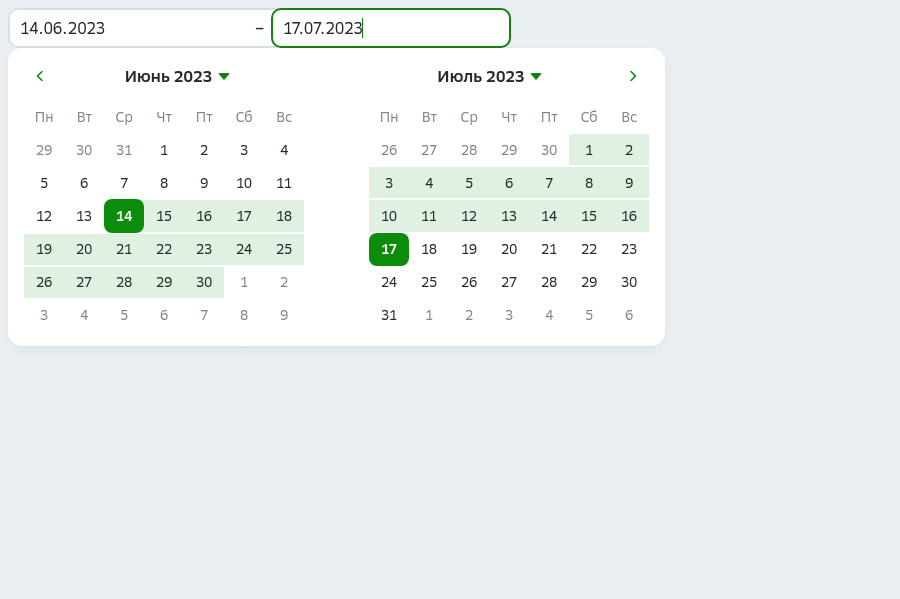 14.06.2023 – 17.07.2023
Июнь 2023
Пн Вт Ср Чт Пт Сб Вс
29 30 31 1 2 3 4
5 6 7 8 9 10 11
12 13 14 15 16 17 18
19 20 21 22 23 24 25
26 27 28 29 30 1 2
3 4 5 6 7 8 9
Июль 2023
Пн Вт Ср Чт Пт Сб Вс
26 27 28 29 30 1 2
3 4 5 6 7 8 9
10 11 12 13 14 15 16
17 18 19 20 21 22 23
24 25 26 27 28 29 30
31 1 2 3 4 5 6